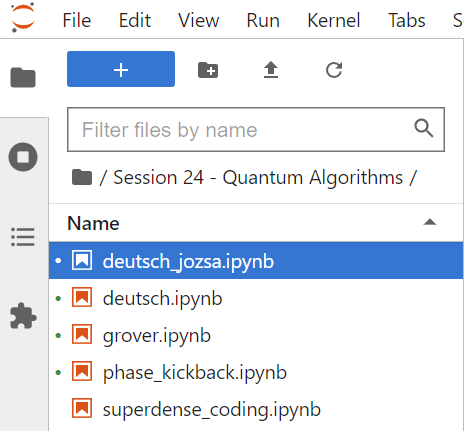 File Edit View Run Kernel Tabs S
+
Filter files by name
/ Session 24 - Quantum Algorithms /
Name
deutsch_jozsa.ipynb
deutsch.ipynb
grover.ipynb
phase_kickback.ipynb
superdense_coding.ipynb